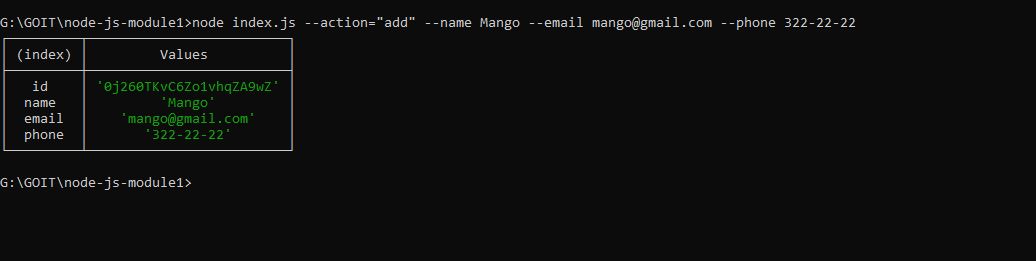 G:\GOIT\node-js-module1>node index.js --action="add" --name Mango --email mango@gmail.com --phone 322-22-22
(index) Values
id '0j260TKvC6Zo1vhqZA9wZ'
name 'Mango'
email 'mango@gmail.com'
phone '322-22-22'
G:\GOIT\node-js-module1>